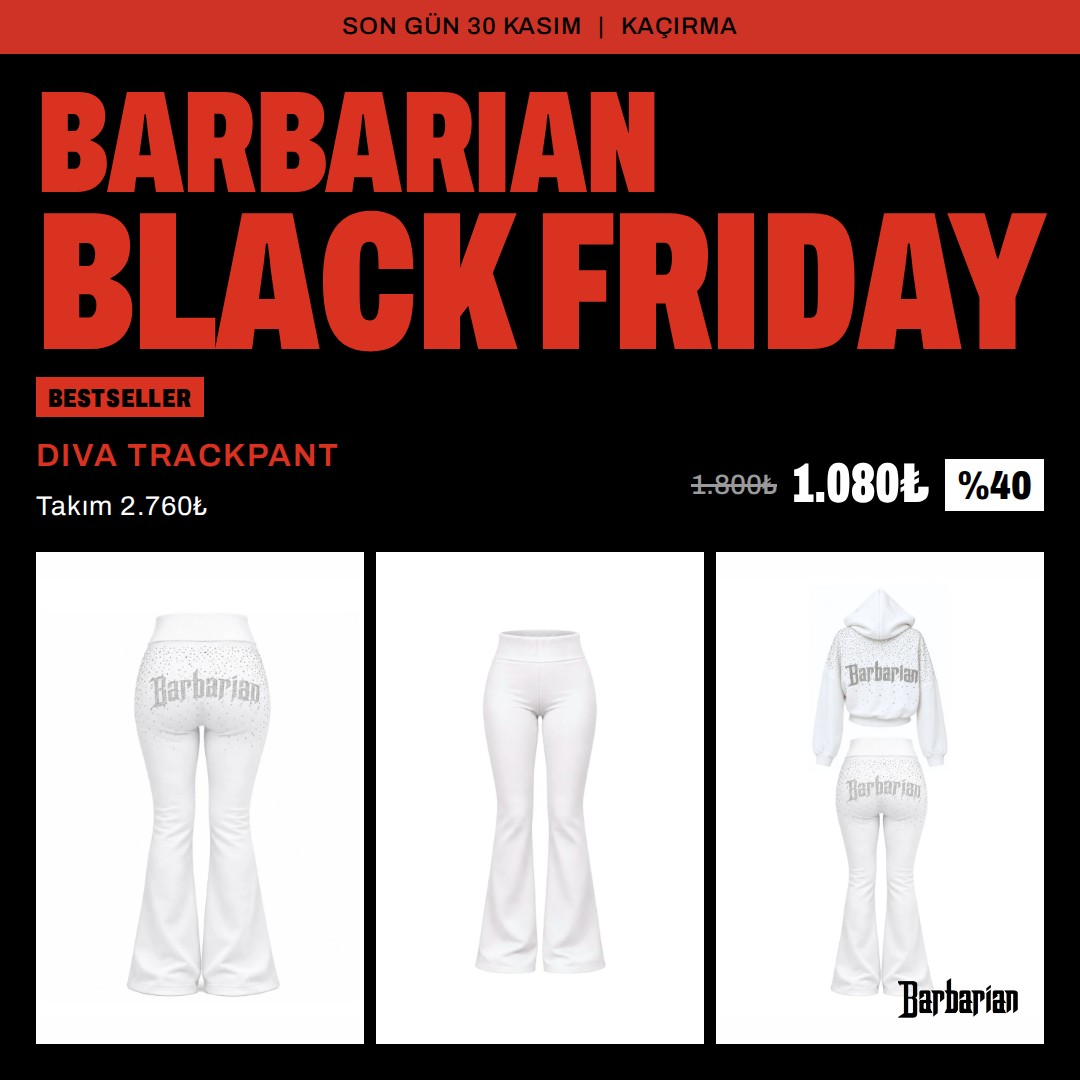 SON GÜN 30 KASIM | KAÇIRMA
BARBARIAN
BLACK FRIDAY
BESTSELLER
DIVA TRACKPANT
Takım 2.760₺
1.800₺ 1.080₺ %40
Barbarian
Barbarian
Barbarian
Barbarian